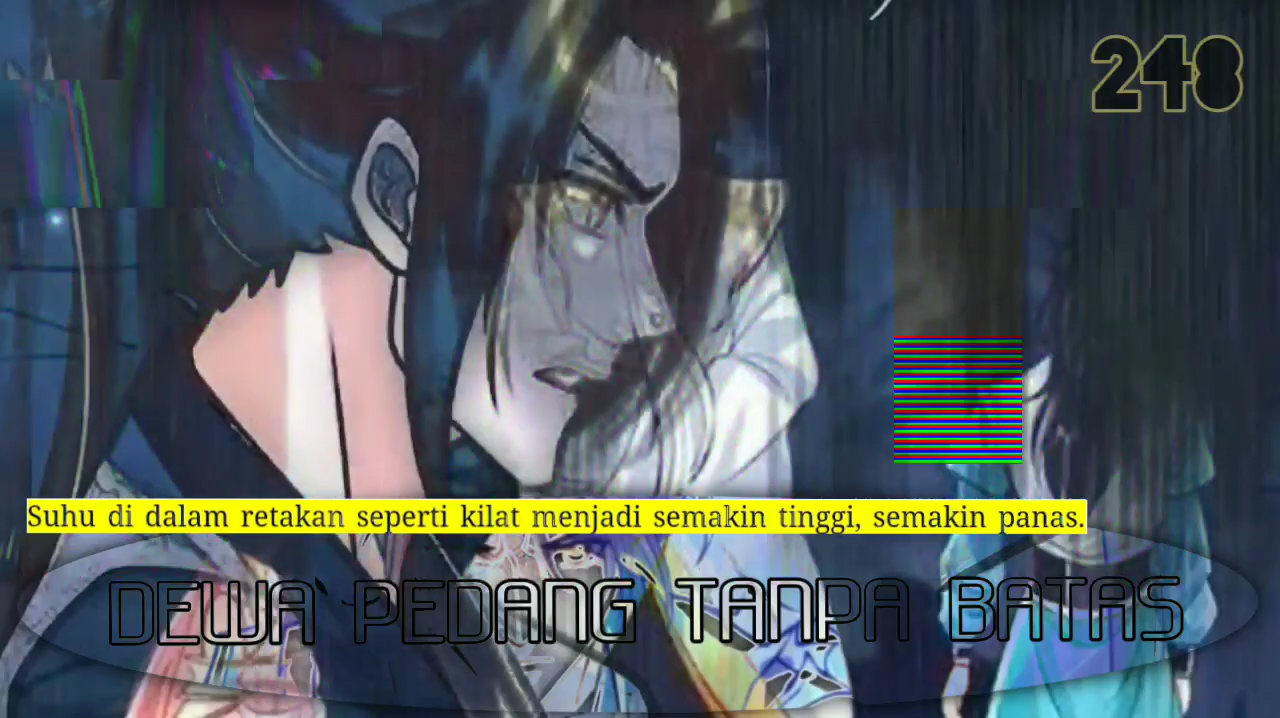 248
Suhu di dalam retakan seperti kilat menjadi semakin tinggi, semakin panas.
DEWA PEDANG TANPA BATAS